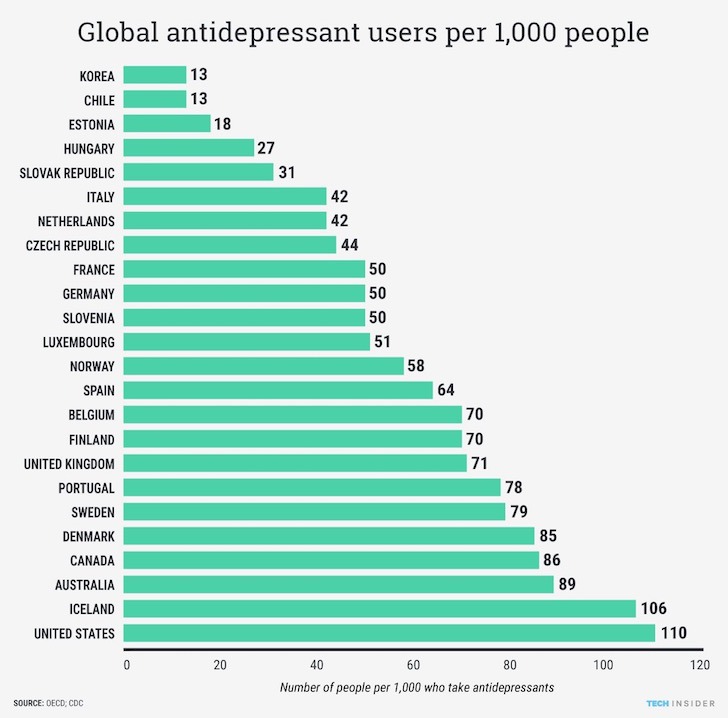 Global antidepressant users per 1,000 people
KOREA 13
CHILE 13
ESTONIA 18
HUNGARY 27
SLOVAK REPUBLIC 31
ITALY 42
NETHERLANDS 42
CZECH REPUBLIC 44
FRANCE 50
GERMANY 50
SLOVENIA 50
LUXEMBOURG 51
NORWAY 58
SPAIN 64
BELGIUM 70
FINLAND 70
UNITED KINGDOM 71
PORTUGAL 78
SWEDEN 79
DENMARK 85
CANADA 86
AUSTRALIA 89
ICELAND 106
UNITED STATES 110
0 20 40 60 80 100 120
Number of people per 1,000 who take antidepressants
SOURCE: OECD; CDC TECH INSIDER